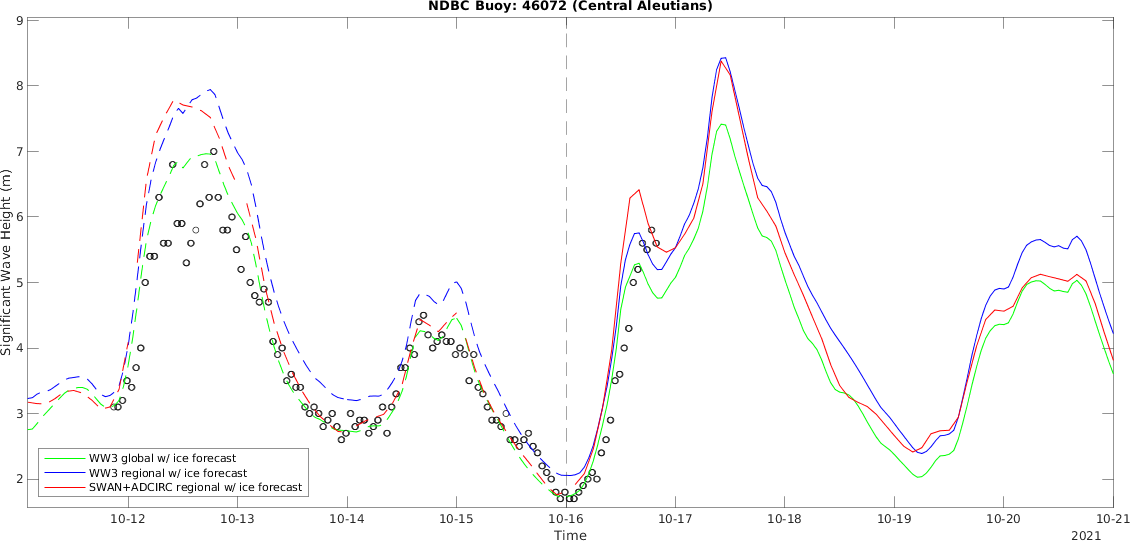 NDBC Buoy: 46072 (Central Aleutians)
9
8
7
6
5
4
3
2
Significant Wave Height (m)
WW3 global w/ ice forecast
WW3 regional w/ ice forecast
SWAN+ADCIRC regional w/ ice forecast
10-12 10-13 10-14 10-15 10-16 10-17 10-18 10-19 10-20 10-21
Time
2021